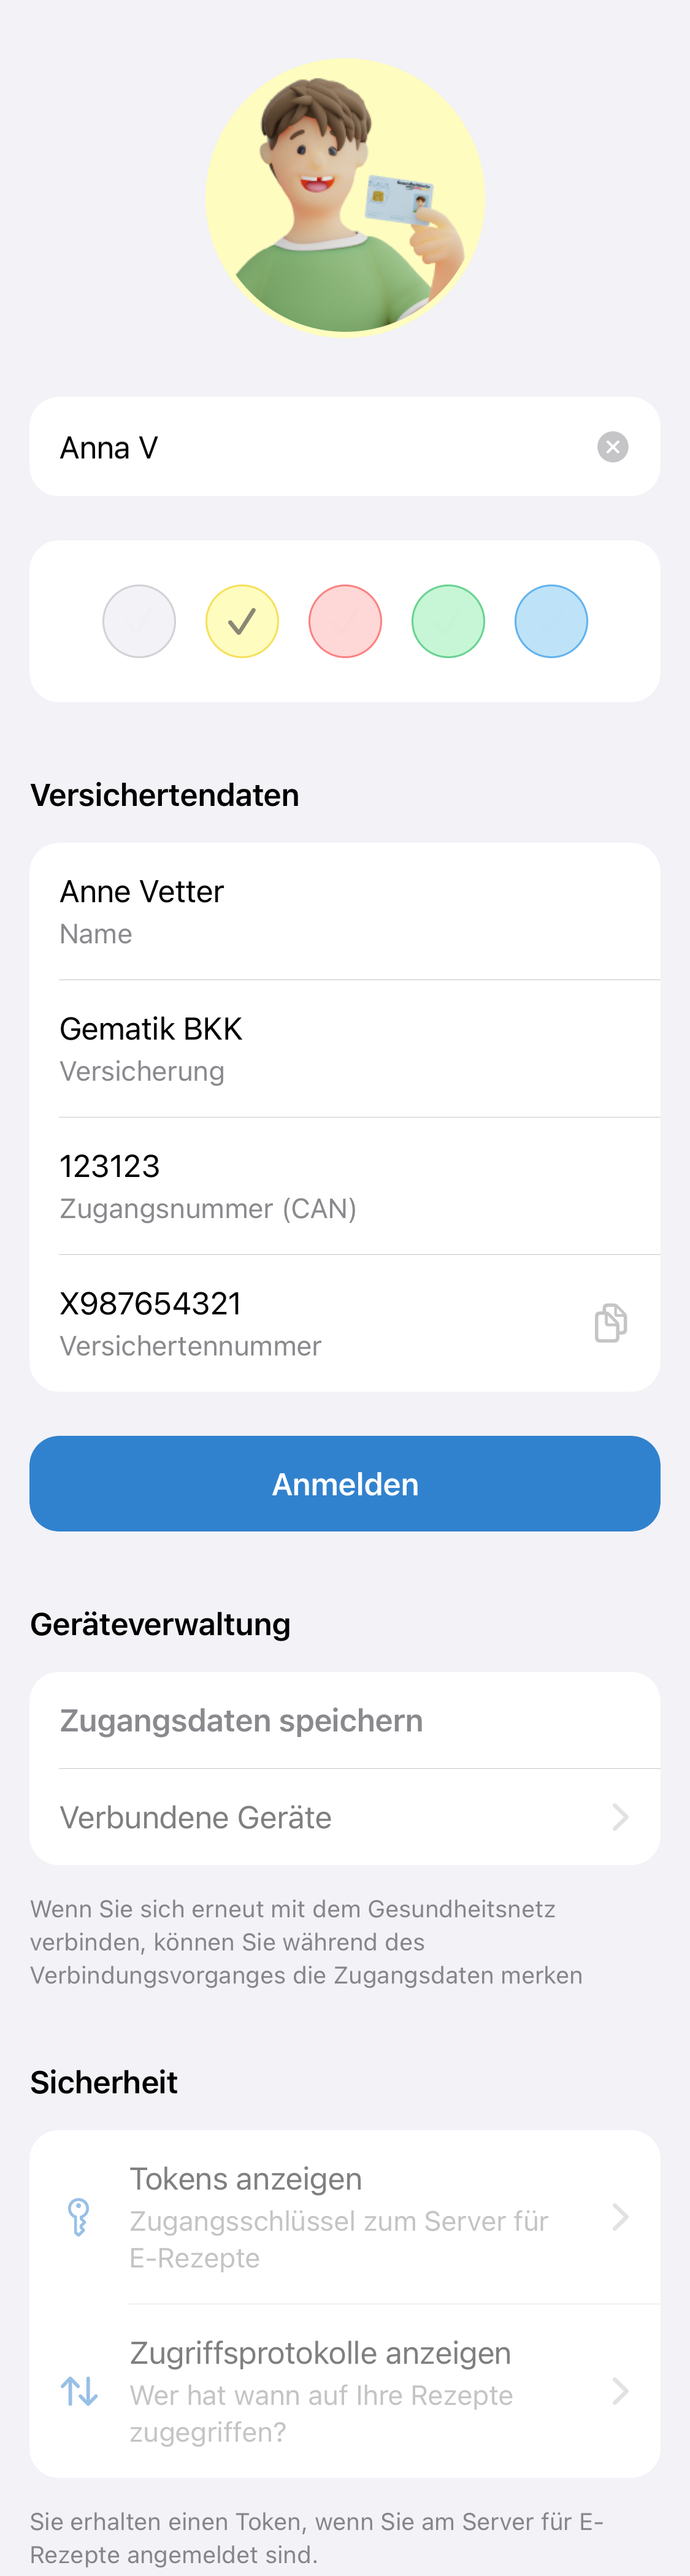 Anna V
Versichertendaten
Anne Vetter
Name
Gematik BKK
Versicherung
123123
Zugangsnummer (CAN)
X987654321
Versichertennummer
Anmelden
Geräteverwaltung
Zugangsdaten speichern
Verbundene Geräte
Wenn Sie sich erneut mit dem Gesundheitsnetz
verbinden, können Sie während des
Verbindungsvorganges die Zugangsdaten merken
Sicherheit
Tokens anzeigen
Zugangsschlüssel zum Server für
E-Rezepte
Zugriffsprotokolle anzeigen
Wer hat wann auf Ihre Rezepte
zugegriffen?
Sie erhalten einen Token, wenn Sie am Server für E-
Rezepte angemeldet sind.